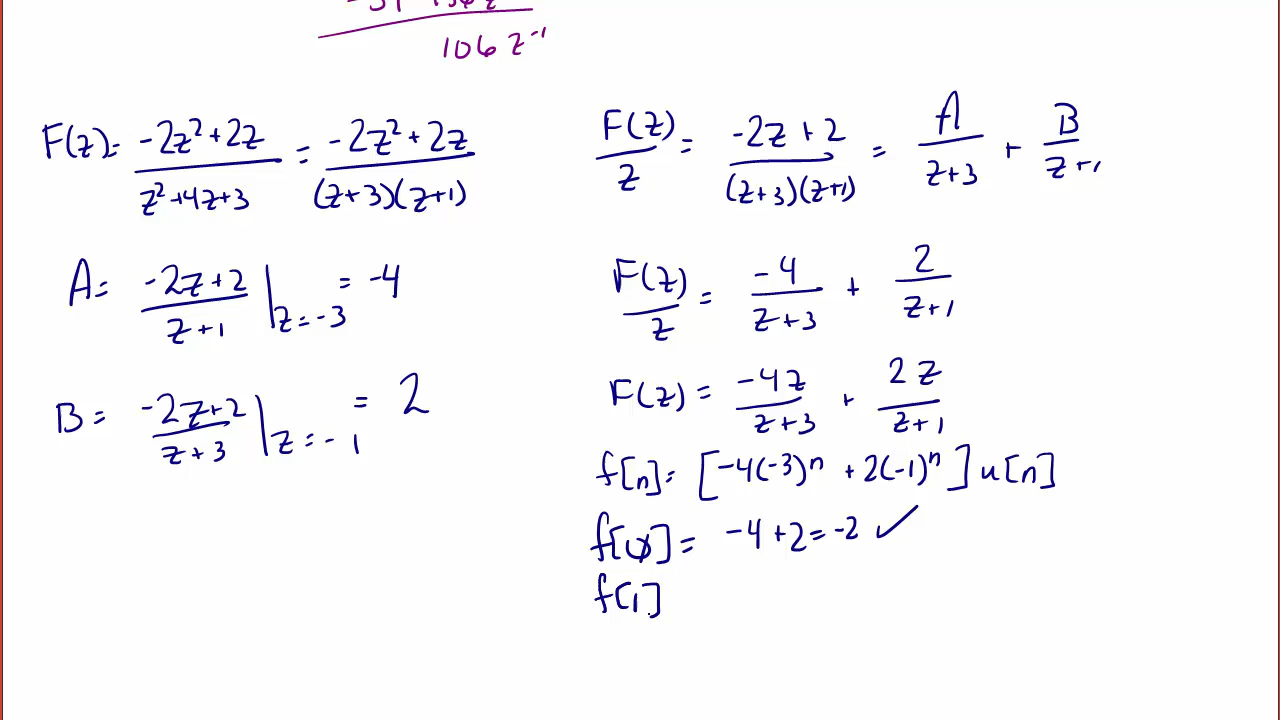 106 z⁻¹
F(z) = (-2z² + 2z)/(z² + 4z + 3) = (-2z² + 2z)/((z+3)(z+1))
A = (-2z + 2)/(z + 1) |z = -3 = -4
B = (-2z + 2)/(z + 3) |z = -1 = 2
F(z)/z = (-2z + 2)/((z+3)(z+1)) = A/(z+3) + B/(z+1)
F(z)/z = -4/(z+3) + 2/(z+1)
F(z) = -4z/(z+3) + 2z/(z+1)
f[n] = [-4(-3)ⁿ + 2(-1)ⁿ] u[n]
f[0] = -4 + 2 = -2 ✓
f[1]